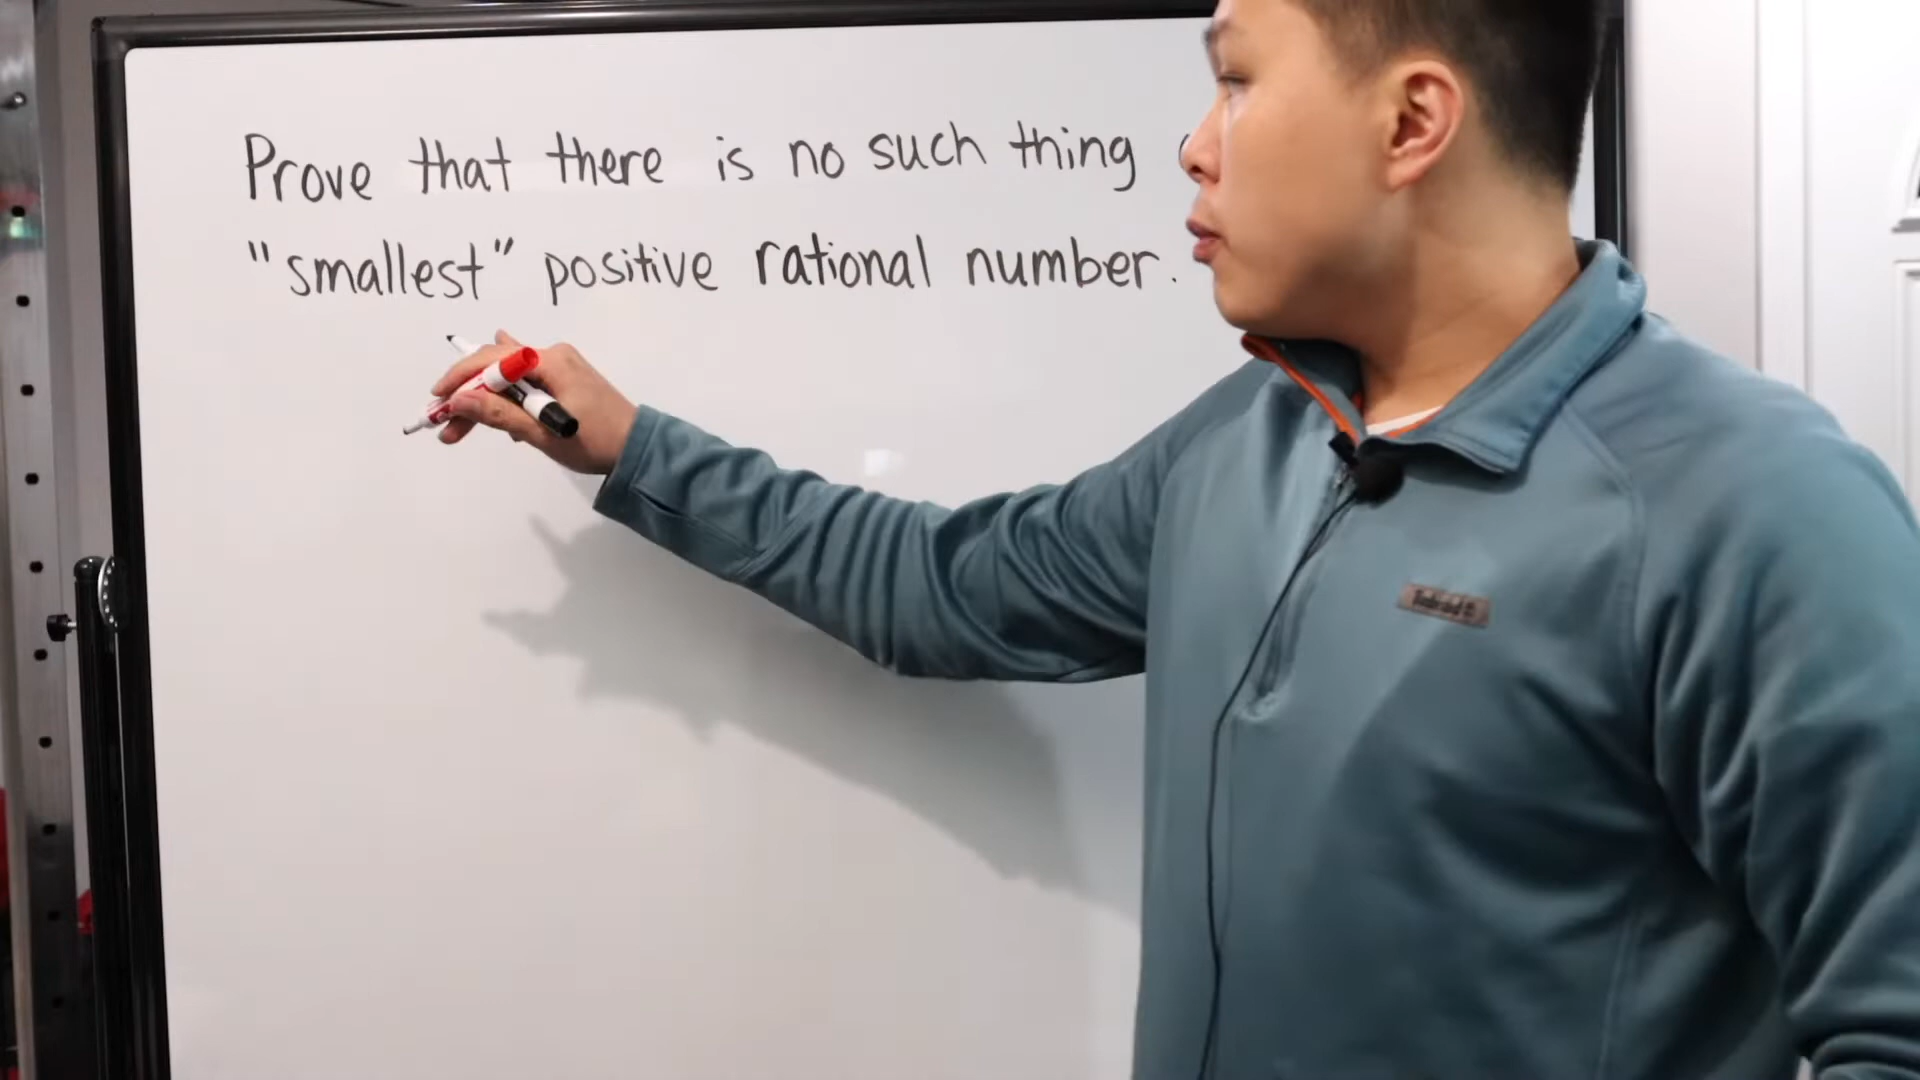 Prove that there is no such thing
"smallest" positive rational number.